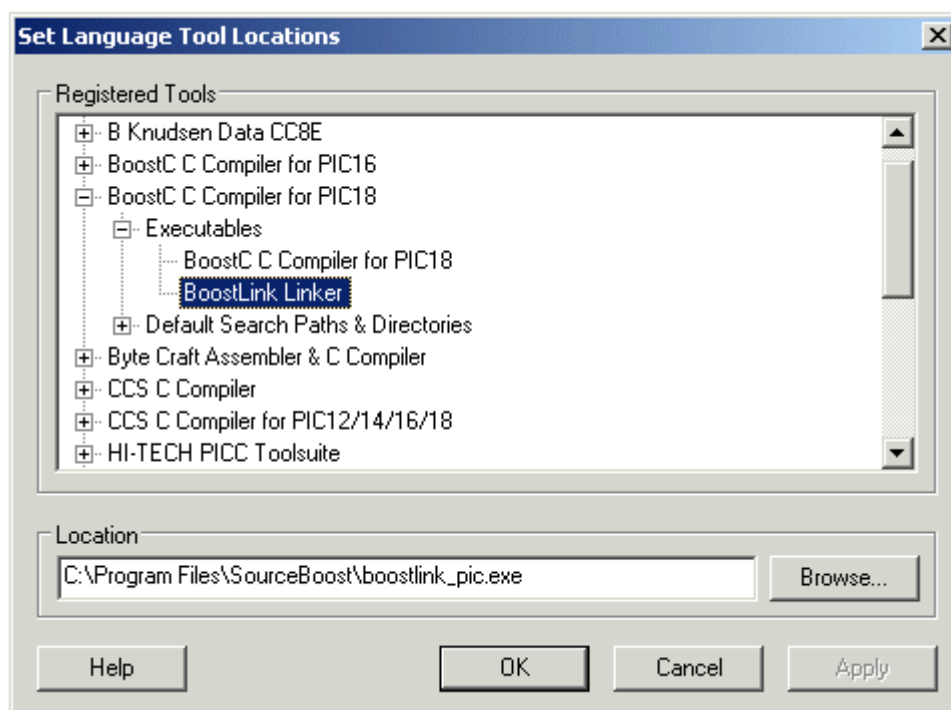 Set Language Tool Locations
Registered Tools
B Knudsen Data CC8E
BoostC C Compiler for PIC16
BoostC C Compiler for PIC18
Executables
BoostC C Compiler for PIC18
BoostLink Linker
Default Search Paths & Directories
Byte Craft Assembler & C Compiler
CCS C Compiler
CCS C Compiler for PIC12/14/16/18
HI-TECH PICC Toolsuite
Location
C:\Program Files\SourceBoost\boostlink_pic.exe Browse...
Help OK Cancel Apply